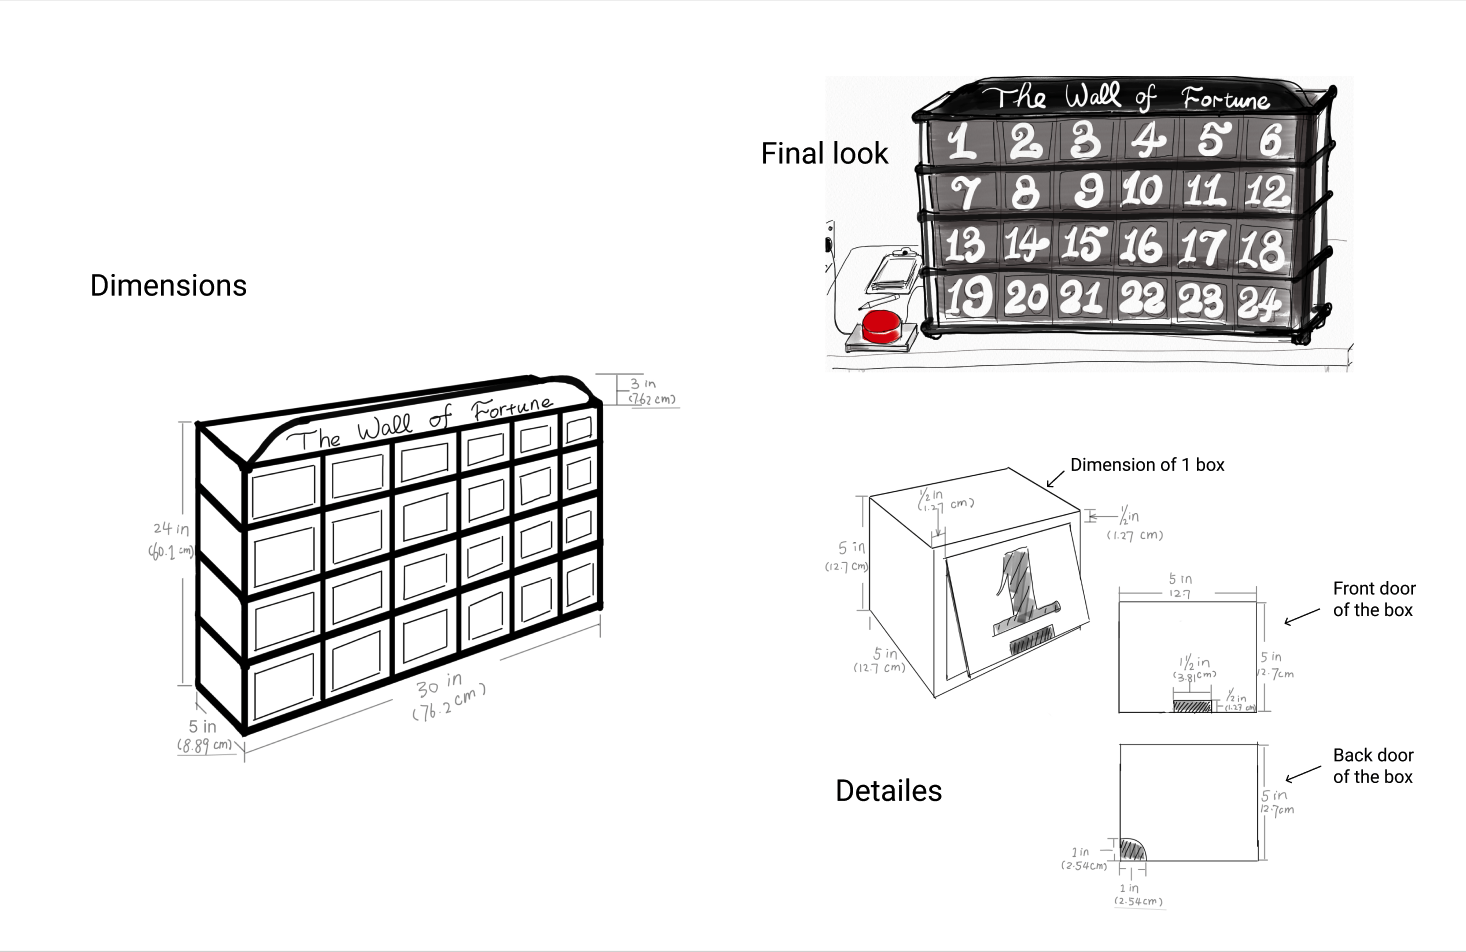 Dimensions
The Wall of Fortune
3 in
(7.62 cm)
24 in
(60.1 cm)
5 in
(8.89 cm)
30 in
(76.2 cm)
Final look
The Wall of Fortune
1 2 3 4 5 6
7 8 9 10 11 12
13 14 15 16 17 18
19 20 21 22 23 24
Dimension of 1 box
1/2 in
(1.27 cm)
1/2 in
(1.27 cm)
5 in
(12.7 cm)
5 in
(12.7 cm)
1
Front door
of the box
5 in
12.7
5 in
12.7cm
1 1/2 in
(3.81cm)
1/2 in
(1.27cm)
Detailes
Back door
of the box
5 in
12.7cm
1 in
(2.54cm)
1 in
(2.54cm)